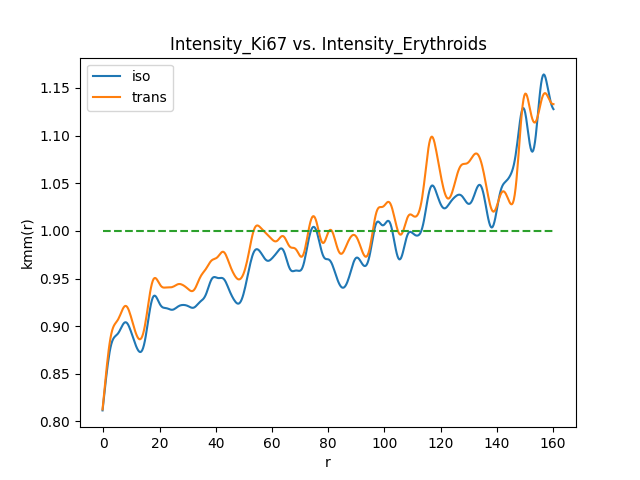 Intensity_Ki67 vs. Intensity_Erythroids
iso
trans
kmm(r)
1.15
1.10
1.05
1.00
0.95
0.90
0.85
0.80
0 20 40 60 80 100 120 140 160
r